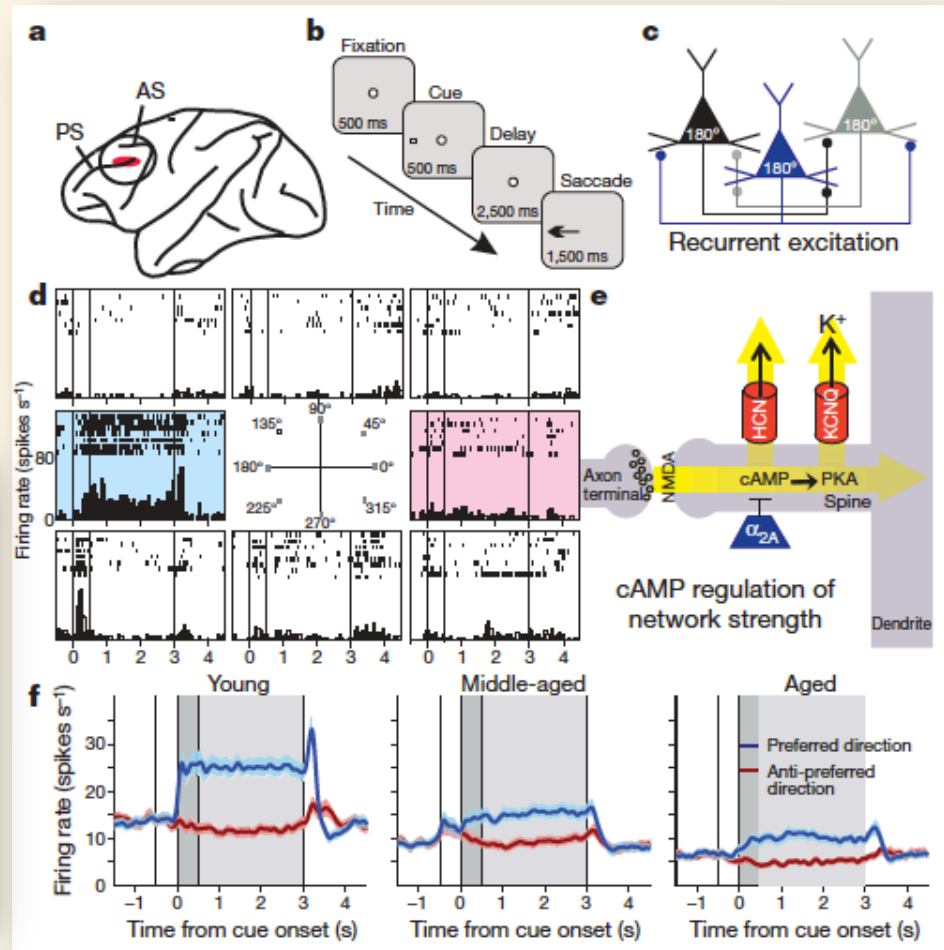 a
AS
PS
b
Fixation
500 ms
Cue
500 ms
Delay
2,500 ms
Saccade
1,500 ms
Time
c
180°
180°
180°
Recurrent excitation
d
Firing rate (spikes s⁻¹)
80
0
90°
135°
45°
180°
0°
225°
315°
270°
0 1 2 3 4
0 1 2 3 4
0 1 2 3 4
e
K⁺
HCN
KCNQ
Axon
terminal
NMDA
cAMP
PKA
Spine
α2A
cAMP regulation of
network strength
Dendrite
f
Young
Middle-aged
Aged
Firing rate (spikes s⁻¹)
30
20
10
0
Preferred direction
Anti-preferred
direction
−1 0 1 2 3 4
−1 0 1 2 3 4
−1 0 1 2 3 4
Time from cue onset (s)
Time from cue onset (s)
Time from cue onset (s)